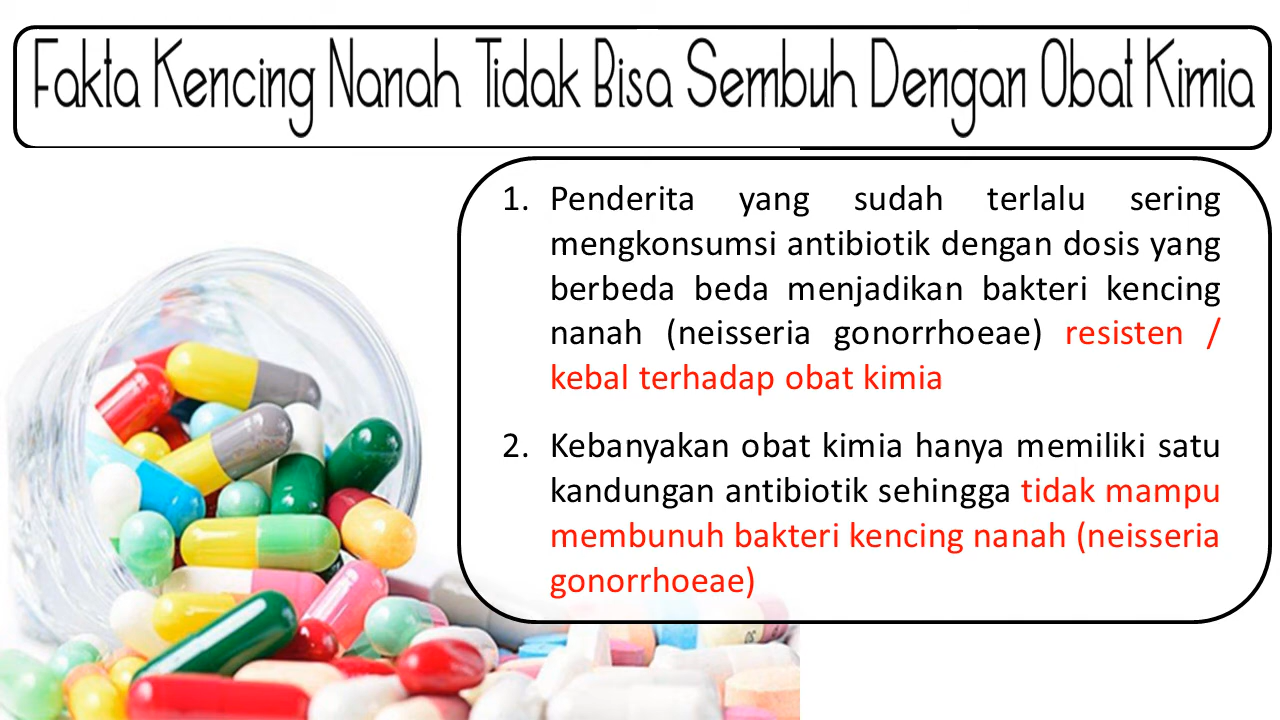 Fakta Kencing Nanah Tidak Bisa Sembuh Dengan Obat Kimia
1. Penderita yang sudah terlalu sering
mengkonsumsi antibiotik dengan dosis yang
berbeda beda menjadikan bakteri kencing
nanah (neisseria gonorrhoeae) resisten /
kebal terhadap obat kimia
2. Kebanyakan obat kimia hanya memiliki satu
kandungan antibiotik sehingga tidak mampu
membunuh bakteri kencing nanah (neisseria
gonorrhoeae)